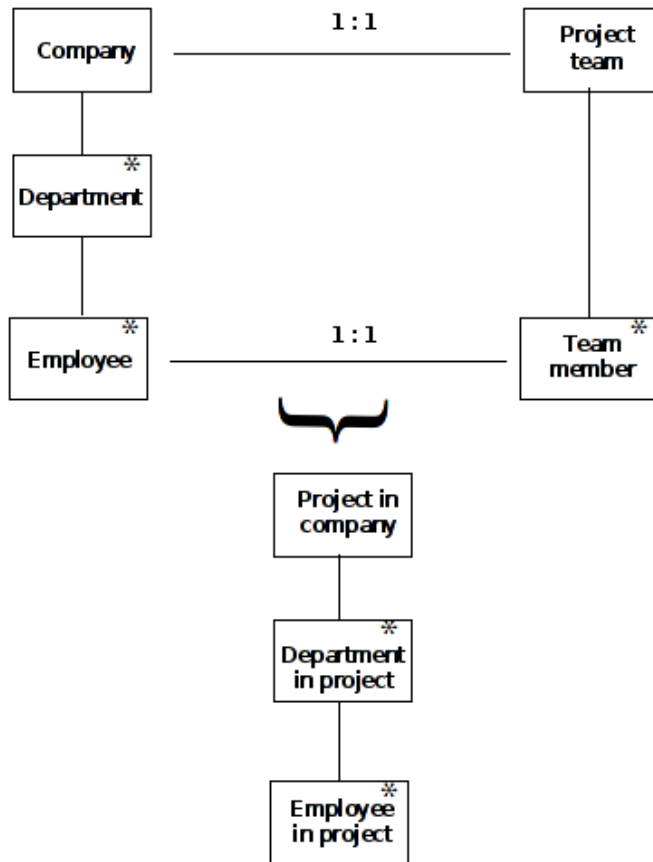 1:1
Company
Project
team
*
Department
*
Employee
1:1
*
Team
member
Project in
company
*
Department
in project
*
Employee
in project